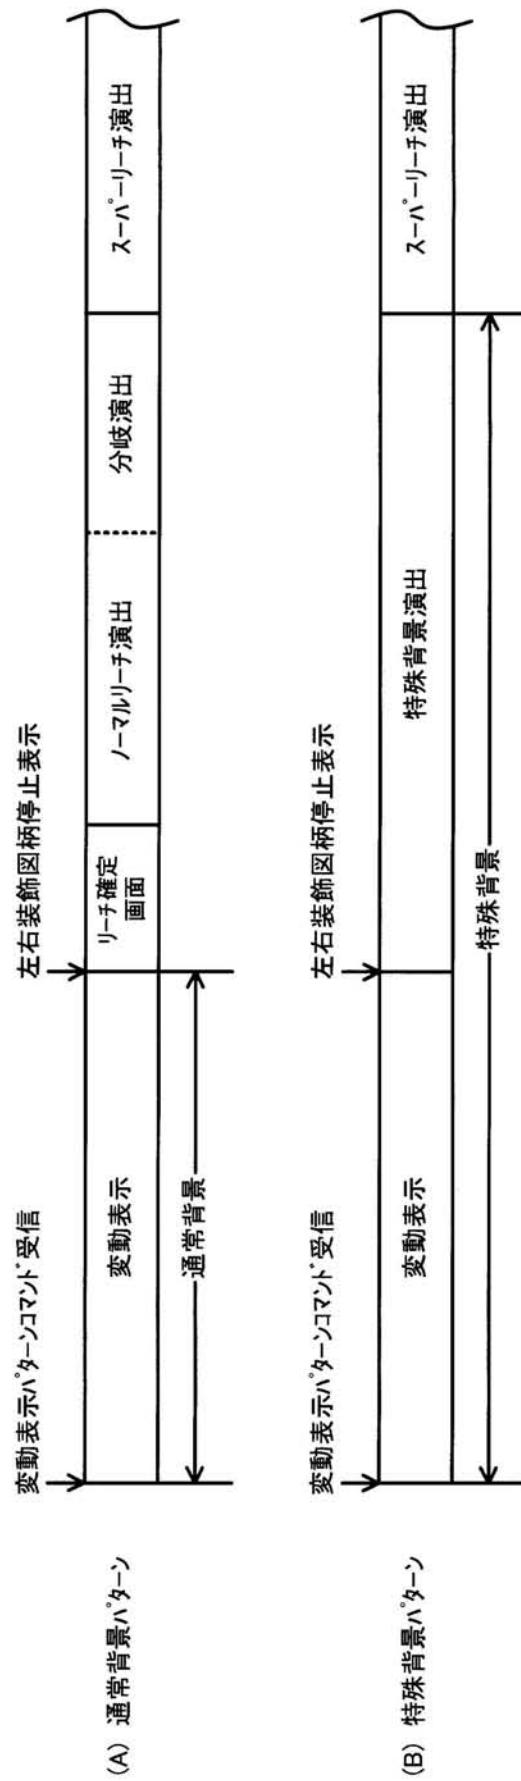 (A) 通常背景パターン
変動表示パターンコマンド受信
左右装飾図柄停止表示
変動表示
リーチ確定
画面
ノーマルリーチ演出
分岐演出
スーパーリーチ演出
通常背景
(B) 特殊背景パターン
変動表示パターンコマンド受信
左右装飾図柄停止表示
変動表示
特殊背景演出
スーパーリーチ演出
特殊背景